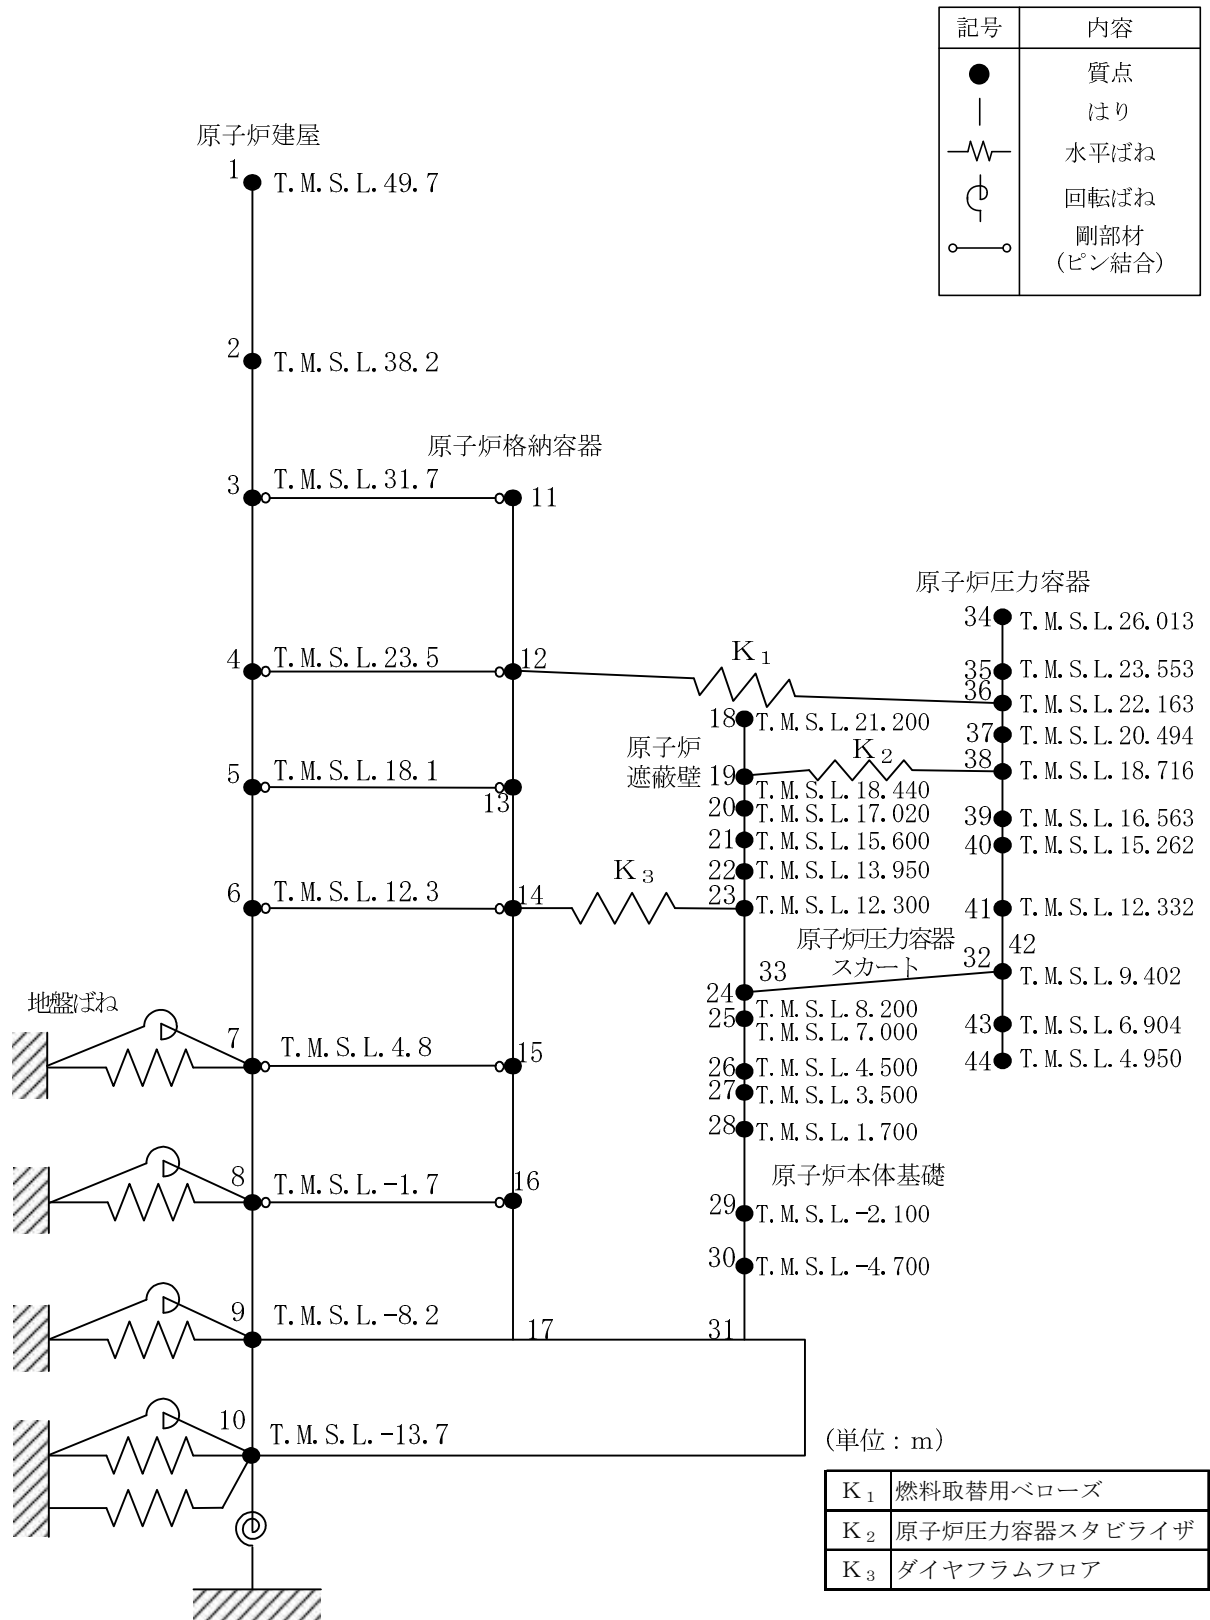 記号 内容
質点
はり
水平ばね
回転ばね
剛部材
(ピン結合)
原子炉建屋
1 T.M.S.L.49.7
2 T.M.S.L.38.2
原子炉格納容器
3 T.M.S.L.31.7 11
原子炉圧力容器
34 T.M.S.L.26.013
4 T.M.S.L.23.5 12
K₁
35 T.M.S.L.23.553
36 T.M.S.L.22.163
18 T.M.S.L.21.200
37 T.M.S.L.20.494
原子炉
遮蔽壁
K₂
38 T.M.S.L.18.716
5 T.M.S.L.18.1 13
19 T.M.S.L.18.440
20 T.M.S.L.17.020
39 T.M.S.L.16.563
21 T.M.S.L.15.600
40 T.M.S.L.15.262
22 T.M.S.L.13.950
6 T.M.S.L.12.3 14
K₃
23 T.M.S.L.12.300
41 T.M.S.L.12.332
原子炉圧力容器
スカート
33 32 42
T.M.S.L.9.402
24 T.M.S.L.8.200
25 T.M.S.L.7.000
43 T.M.S.L.6.904
地盤ばね
7 T.M.S.L.4.8 15
44 T.M.S.L.4.950
26 T.M.S.L.4.500
27 T.M.S.L.3.500
28 T.M.S.L.1.700
8 T.M.S.L.-1.7 16
原子炉本体基礎
29 T.M.S.L.-2.100
30 T.M.S.L.-4.700
9 T.M.S.L.-8.2 17 31
10 T.M.S.L.-13.7
(単位:m)
K₁ 燃料取替用ベローズ
K₂ 原子炉圧力容器スタビライザ
K₃ ダイヤフラムフロア